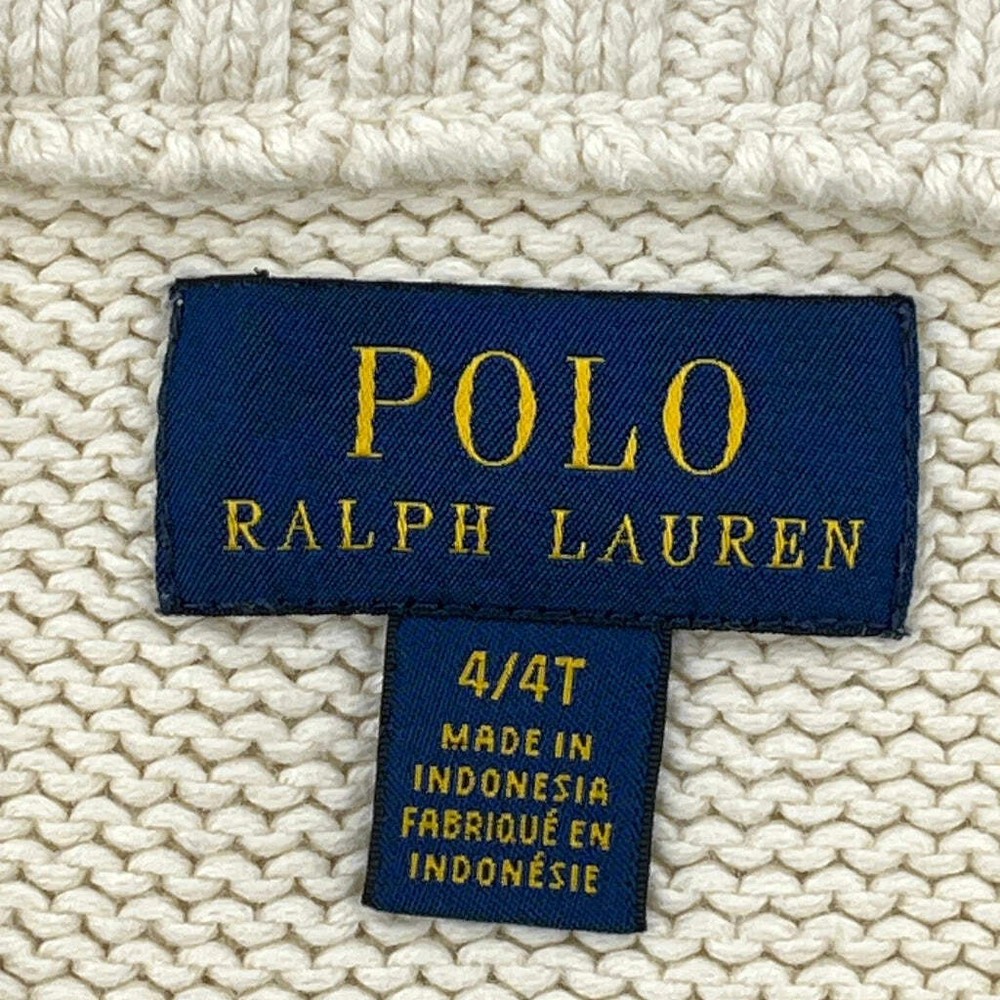 POLO
RALPH LAUREN
4/4T
MADE IN
INDONESIA
FABRIQUÉ EN
INDONÉSIE